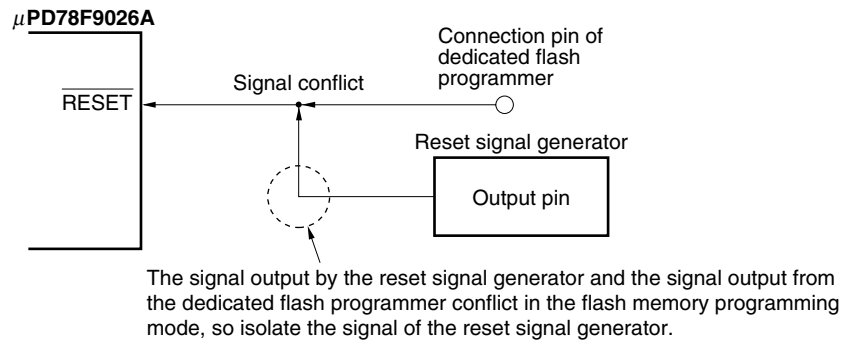 μPD78F9026A
Connection pin of
dedicated flash
programmer
Signal conflict
RESET
Reset signal generator
Output pin
The signal output by the reset signal generator and the signal output from
the dedicated flash programmer conflict in the flash memory programming
mode, so isolate the signal of the reset signal generator.